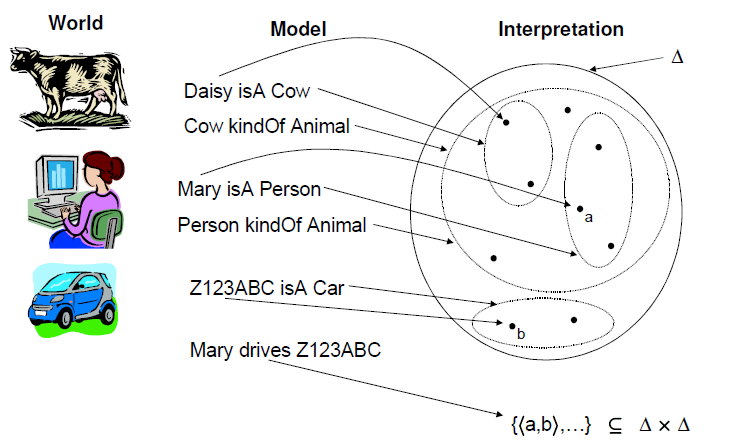 World
Model
Interpretation
Δ
Daisy isA Cow
Cow kindOf Animal
Mary isA Person
a
Person kindOf Animal
Z123ABC isA Car
b
Mary drives Z123ABC
{⟨a,b⟩,…} ⊆ Δ × Δ